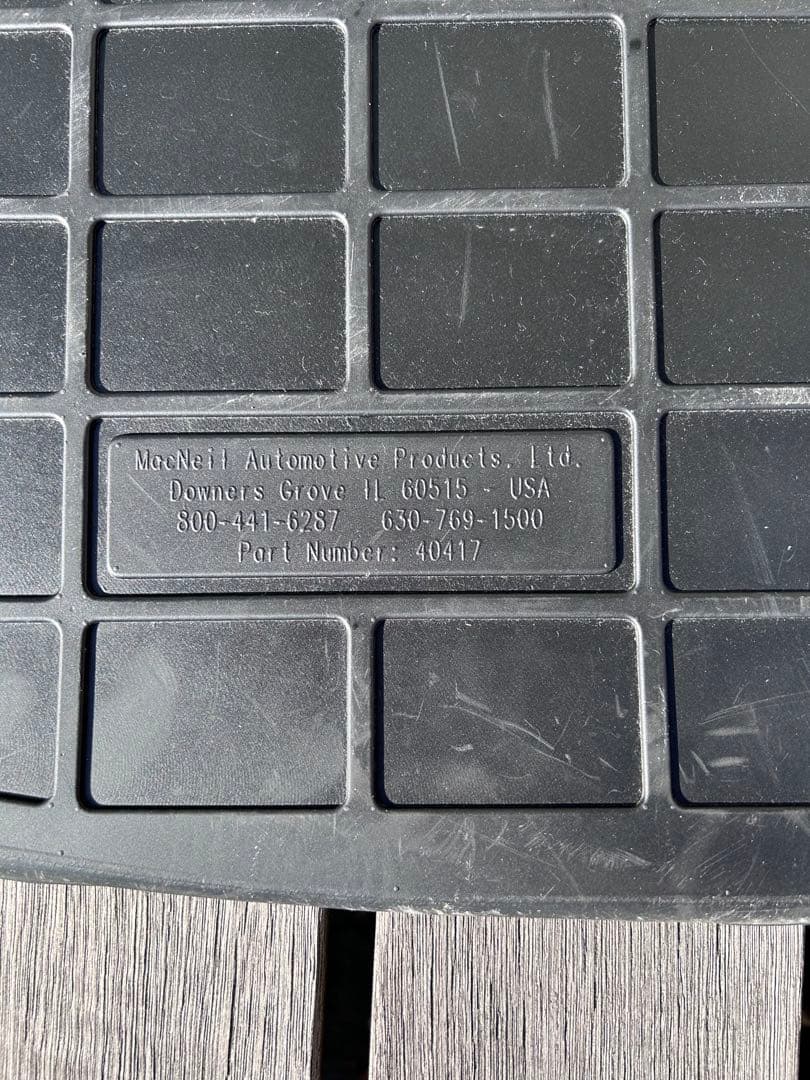 MacNeil Automotive Products, Ltd.
Downers Grove IL 60515 - USA
800-441-6287 630-769-1500
Part Number: 40417